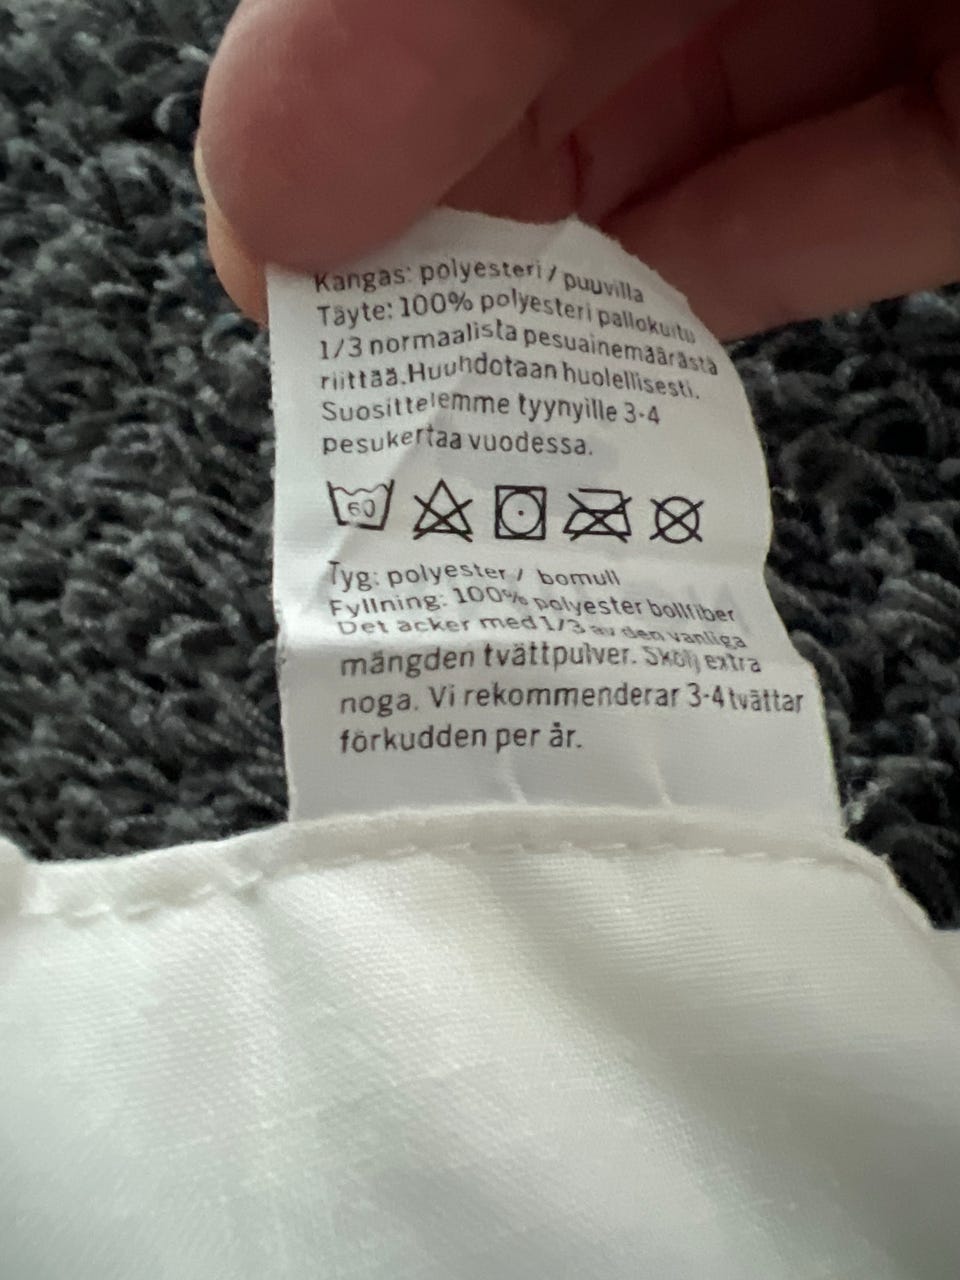 Kangas: polyesteri / puuvilla
Täyte: 100% polyesteri pallokuitu
1/3 normaalista pesuainemäärästä
riittää.Huuhdotaan huolellisesti.
Suosittelemme tyynyille 3-4
pesukertaa vuodessa.
60
Tyg: polyester / bomull
Fyllning: 100% polyester bollfiber
Det acker med 1/3 av den vanliga
mängden tvättpulver. Skölj extra
noga. Vi rekommenderar 3-4 tvättar
förkudden per år.